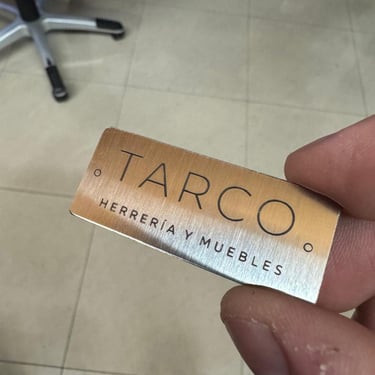 TARCO
HERRERÍA Y MUEBLES